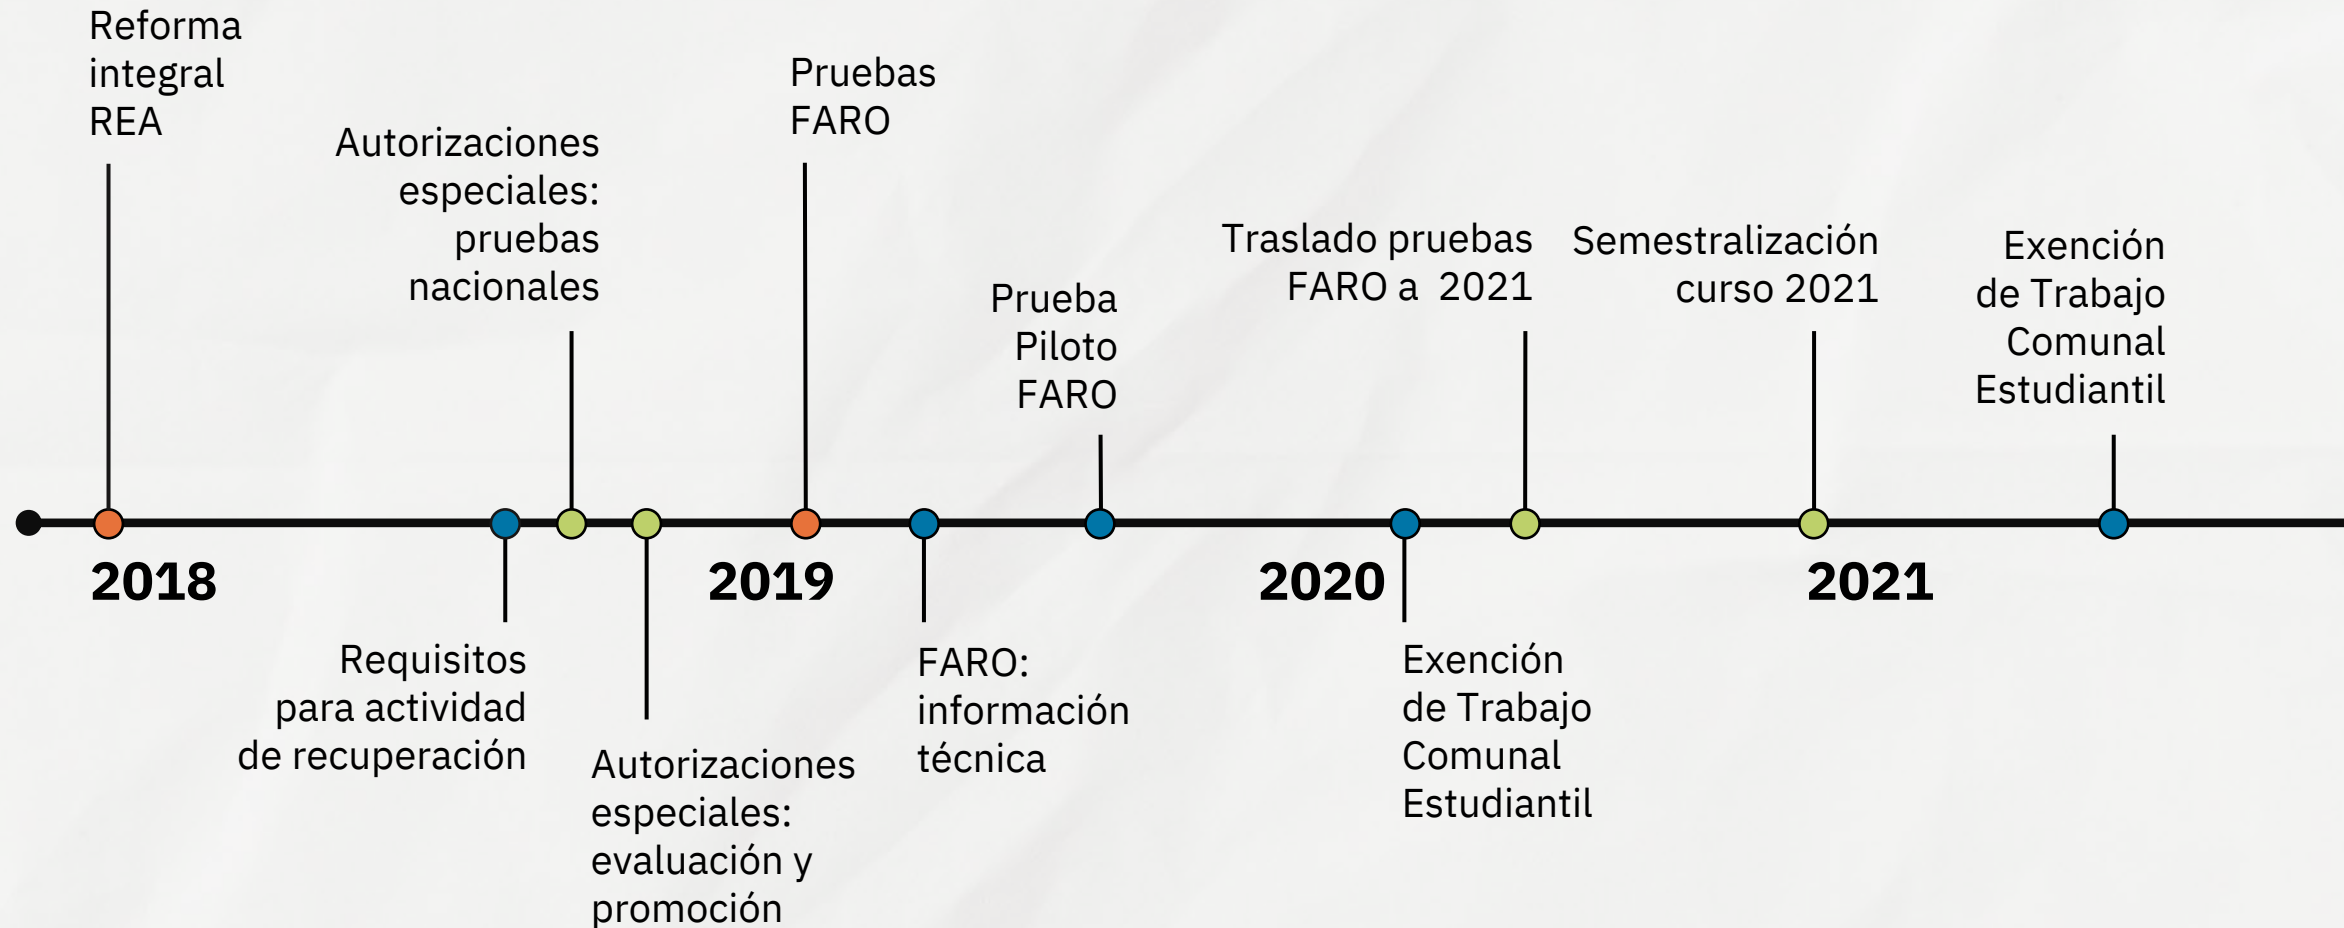 Reforma
integral
REA
Autorizaciones
especiales:
pruebas
nacionales
Pruebas
FARO
Prueba
Piloto
FARO
Traslado pruebas
FARO a 2021
Semestralización
curso 2021
Exención
de Trabajo
Comunal
Estudiantil
2018
2019
2020
2021
Requisitos
para actividad
de recuperación
Autorizaciones
especiales:
evaluación y
promoción
FARO:
información
técnica
Exención
de Trabajo
Comunal
Estudiantil